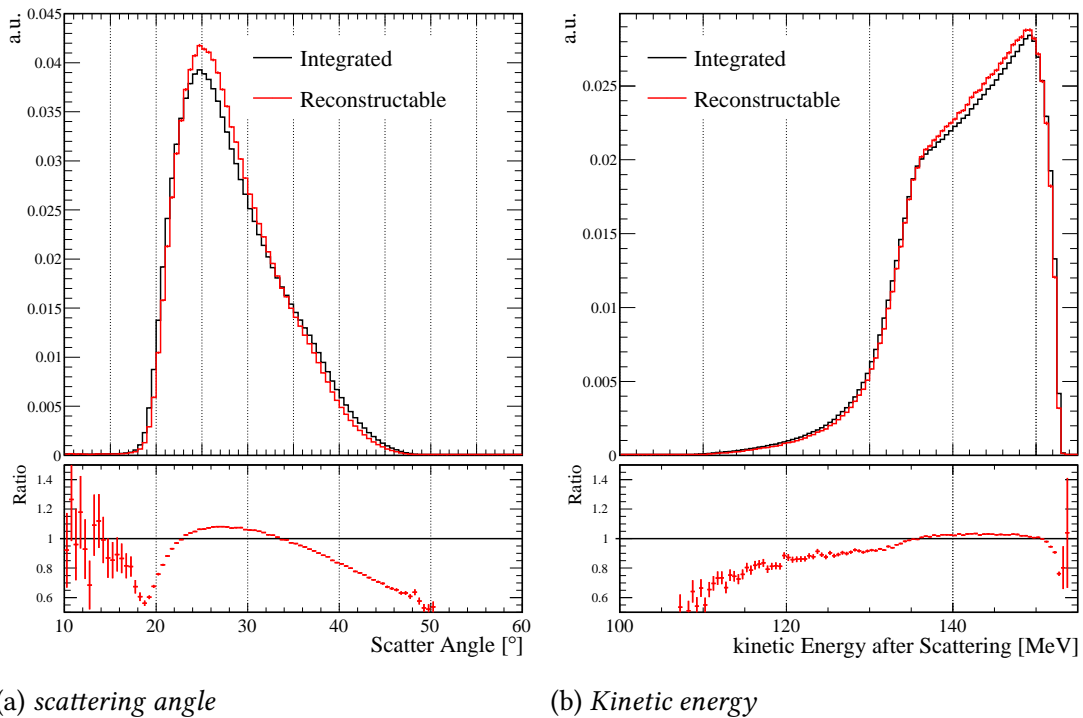 a.u.
0.045
0.04
0.035
0.03
0.025
0.02
0.015
0.01
0.005
0
Integrated
Reconstructable
Ratio
1.4
1.2
1
0.8
0.6
10 20 30 40 50 60
Scatter Angle [°]
a.u.
0.025
0.02
0.015
0.01
0.005
0
Integrated
Reconstructable
Ratio
1.4
1.2
1
0.8
0.6
100 120 140
kinetic Energy after Scattering [MeV]
a) scattering angle
(b) Kinetic energy